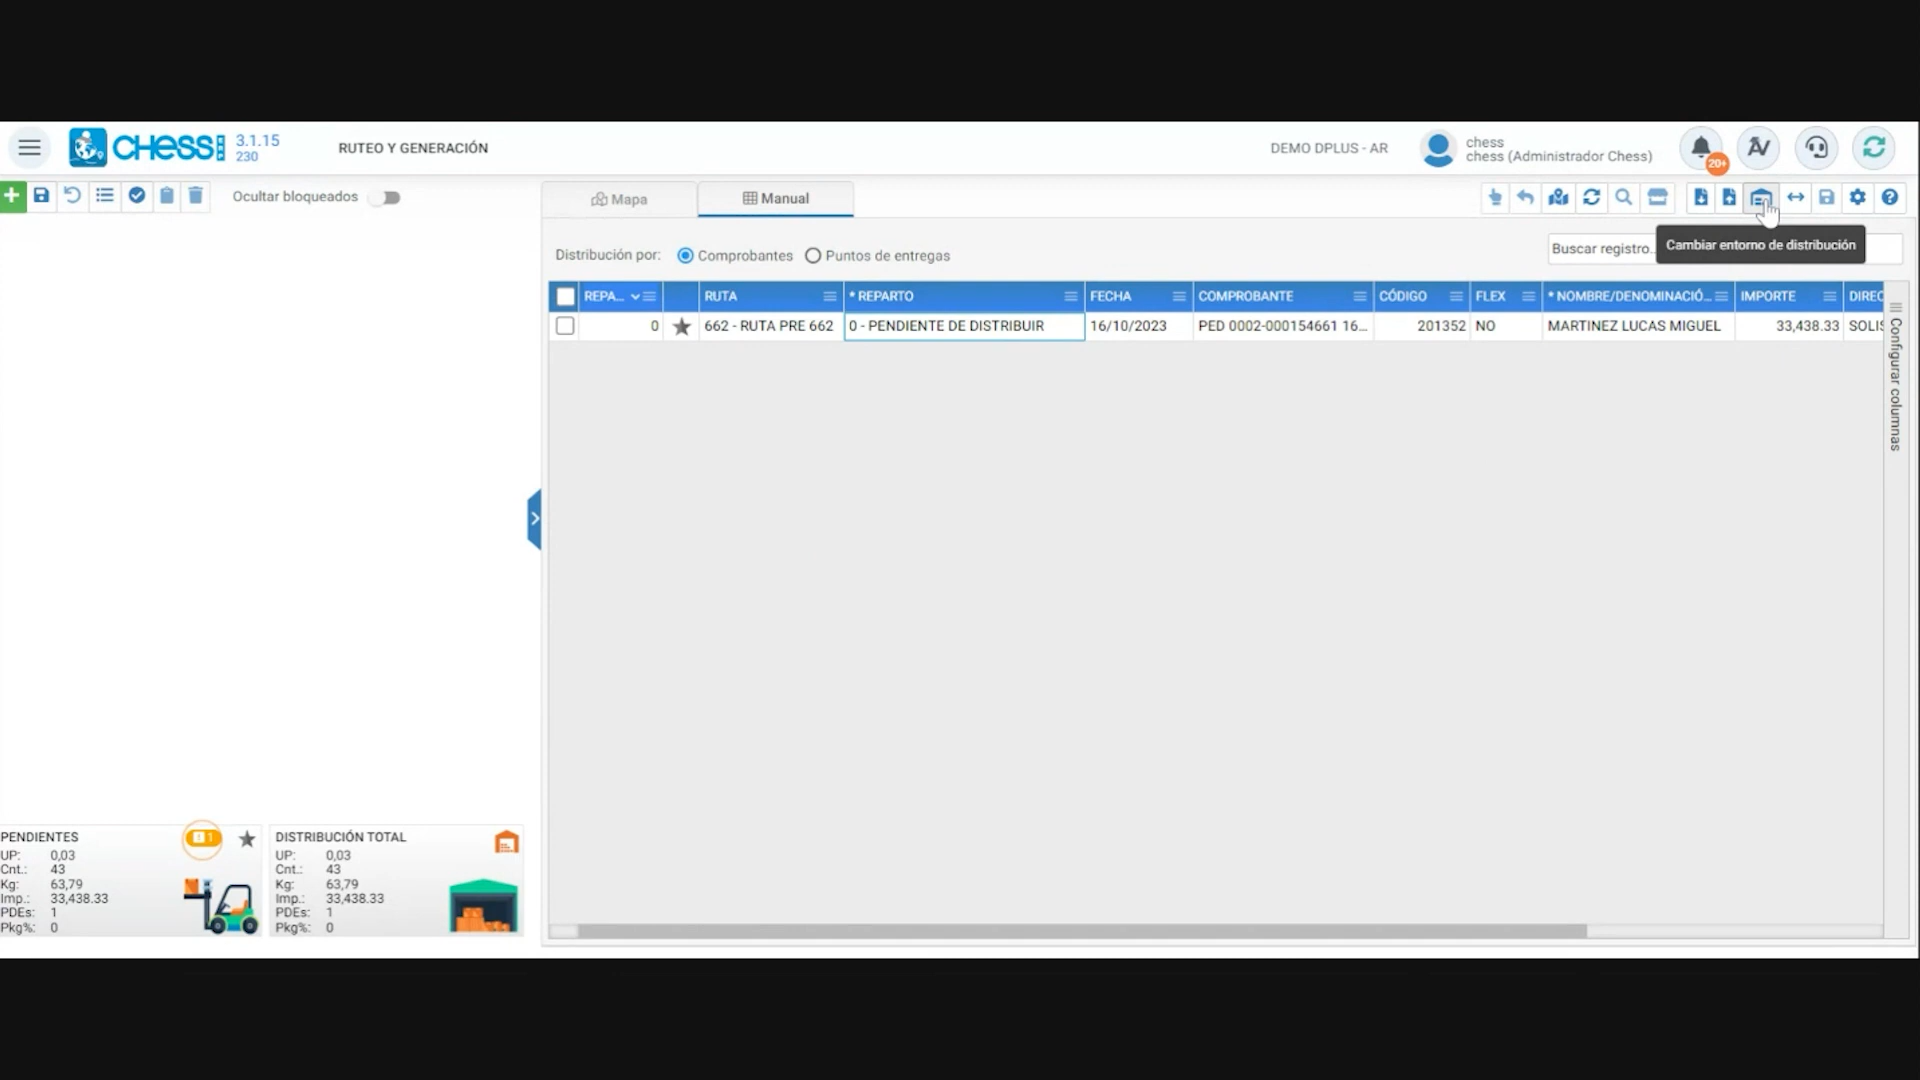 CHESS ERP
3.1.15
230
RUTEO Y GENERACIÓN
DEMO DPLUS - AR
chess
chess (Administrador Chess)
20+
Ocultar bloqueados
Mapa
Manual
Distribución por:
Comprobantes
Puntos de entregas
Buscar registro..
Cambiar entorno de distribución
REPA...
RUTA
* REPARTO
FECHA
COMPROBANTE
CÓDIGO
FLEX
* NOMBRE/DENOMINACIÓ...
IMPORTE
DIREC
0
662 - RUTA PRE 662
0 - PENDIENTE DE DISTRIBUIR
16/10/2023
PED 0002-000154661 16...
201352
NO
MARTINEZ LUCAS MIGUEL
33,438.33
SOLIS
Configurar columnas
PENDIENTES
1
UP: 0,03
Cnt.: 43
Kg: 63,79
Imp.: 33,438.33
PDEs: 1
Pkg%: 0
DISTRIBUCIÓN TOTAL
UP: 0,03
Cnt.: 43
Kg: 63,79
Imp.: 33,438.33
PDEs: 1
Pkg%: 0